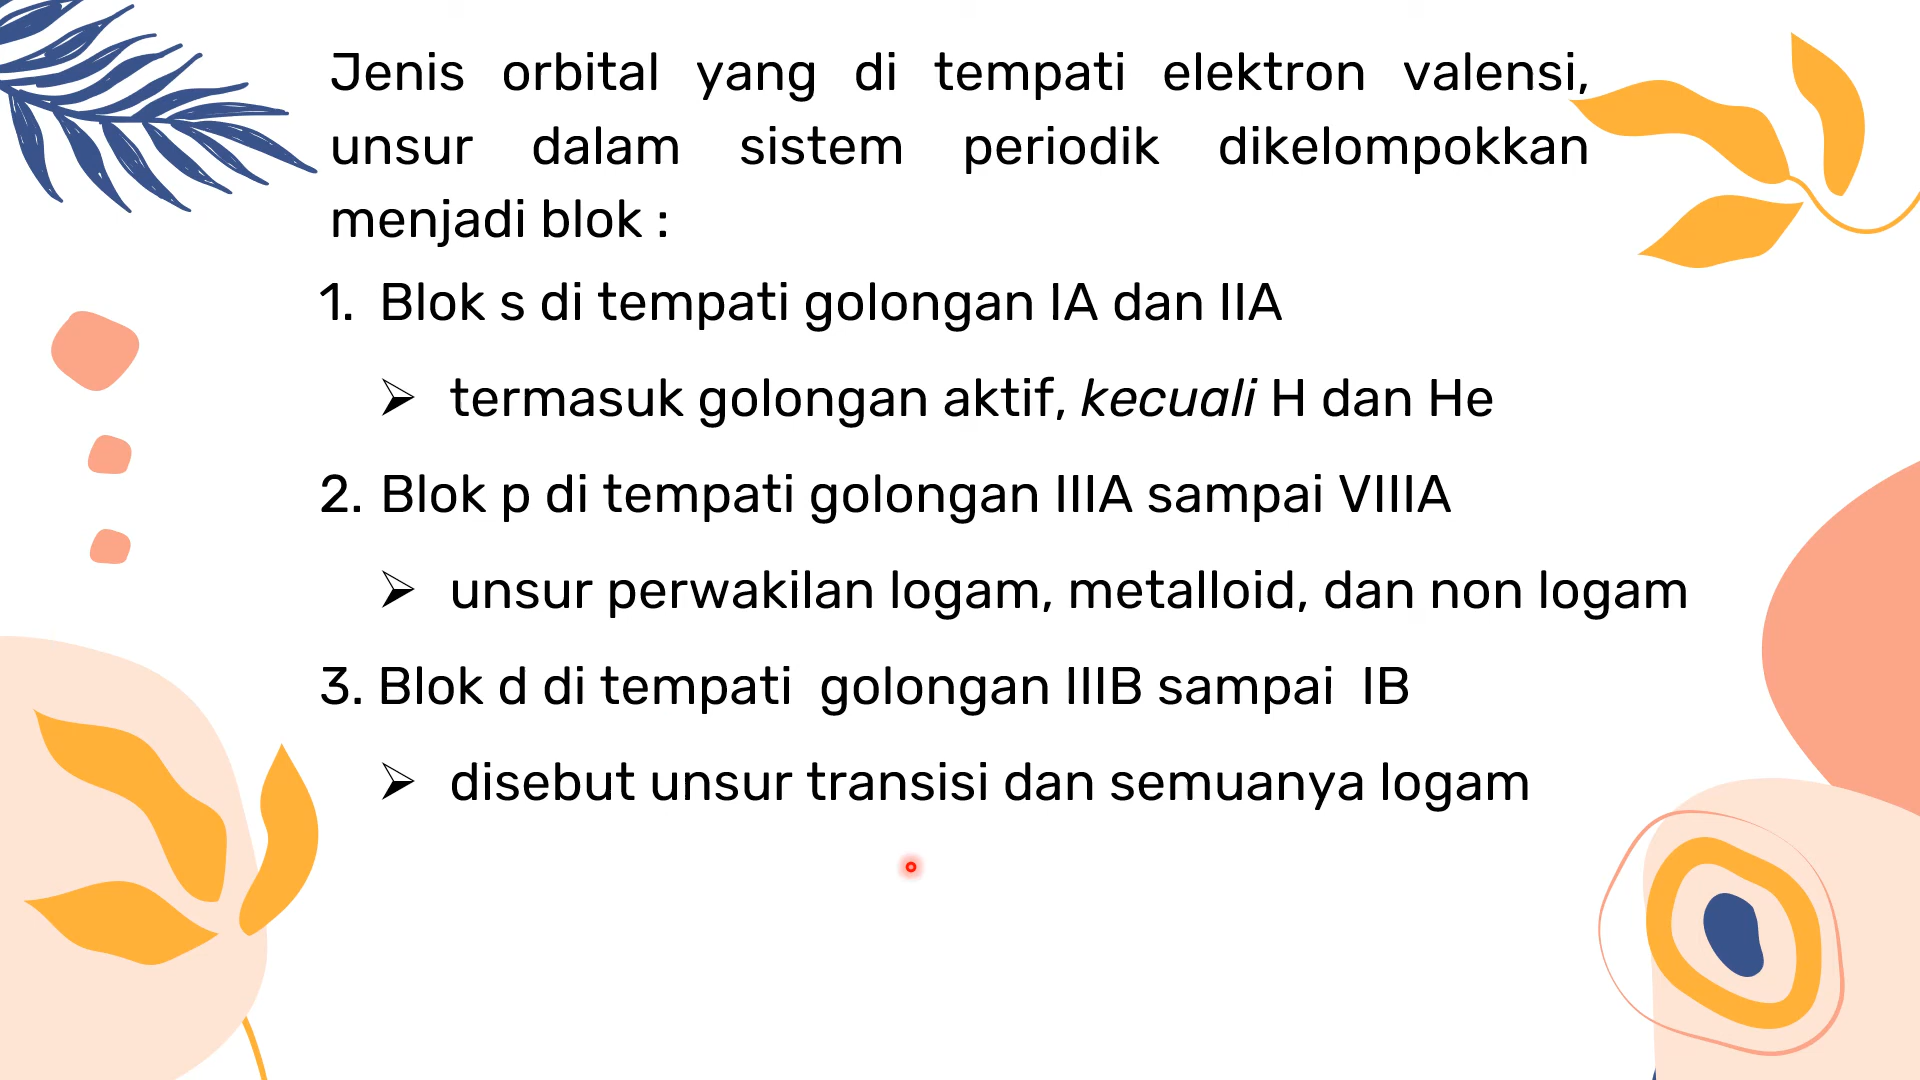 Jenis orbital yang di tempati elektron valensi,
unsur dalam sistem periodik dikelompokkan
menjadi blok :
1. Blok s di tempati golongan IA dan IIA
➢ termasuk golongan aktif, kecuali H dan He
2. Blok p di tempati golongan IIIA sampai VIIIA
➢ unsur perwakilan logam, metalloid, dan non logam
3. Blok d di tempati golongan IIIB sampai IB
➢ disebut unsur transisi dan semuanya logam